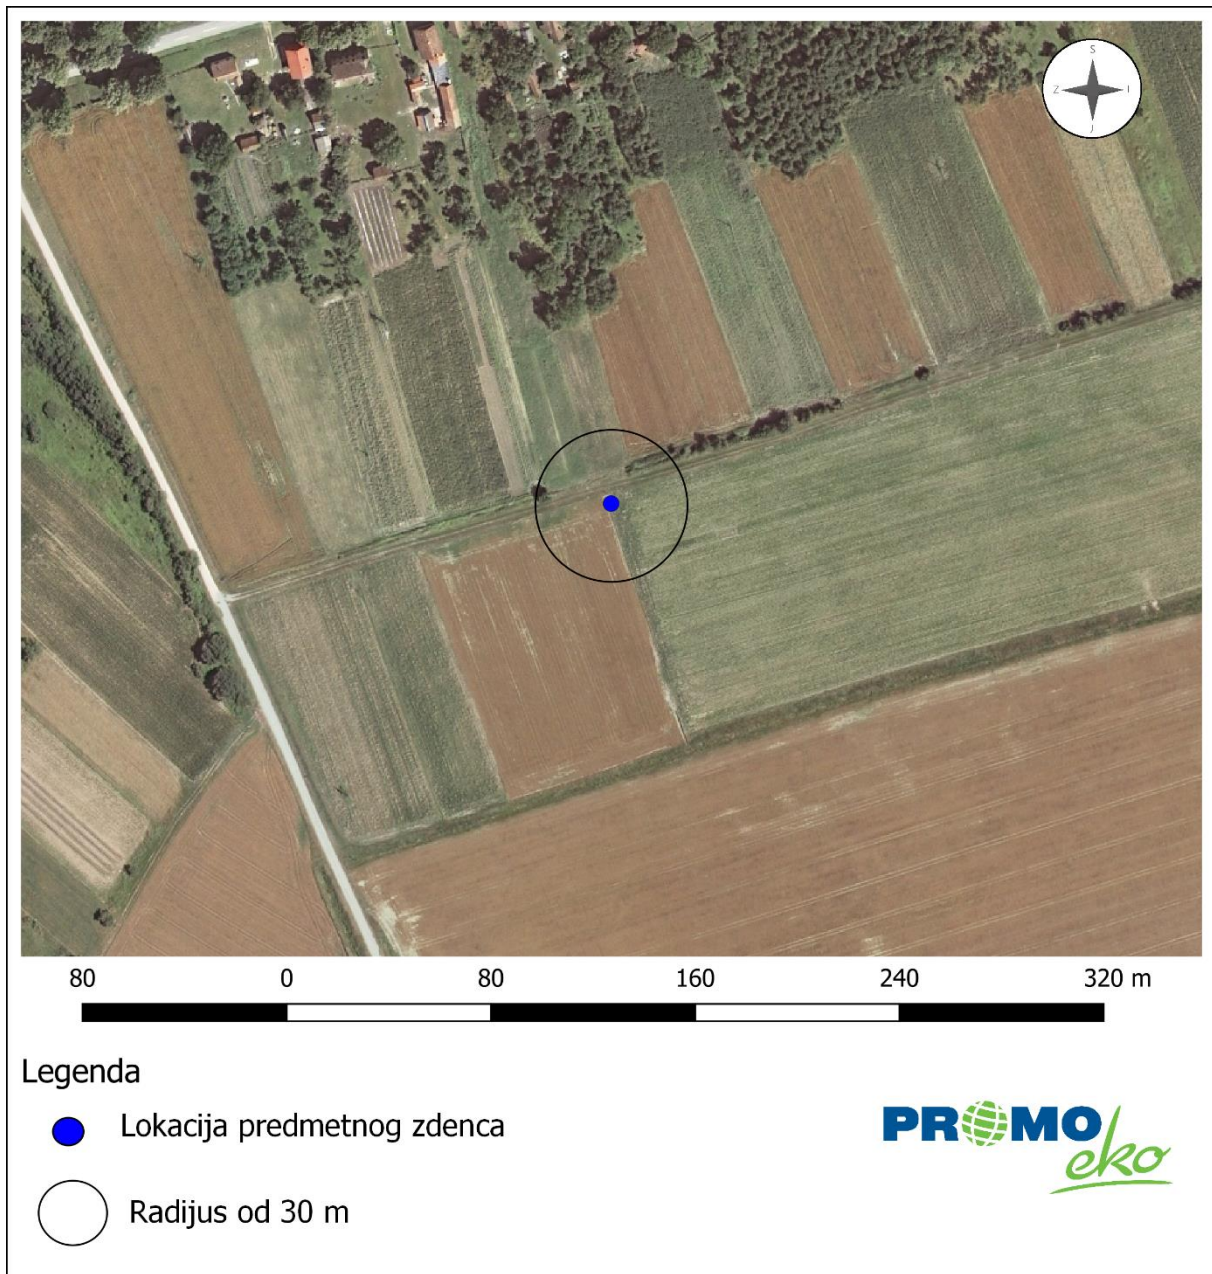 S
Z I
J
80 0 80 160 240 320 m
Legenda
Lokacija predmetnog zdenca
PROMO
eko
Radijus od 30 m